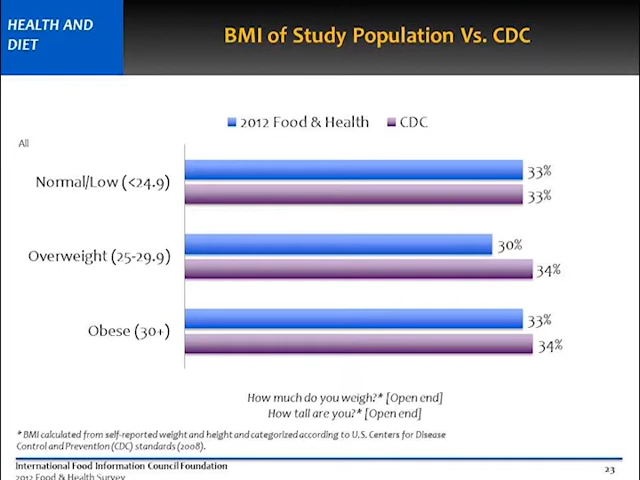 HEALTH AND
DIET
BMI of Study Population Vs. CDC
2012 Food & Health CDC
All
Normal/Low (<24.9) 33%
33%
Overweight (25-29.9) 30%
34%
Obese (30+) 33%
34%
How much do you weigh?* [Open end]
How tall are you?* [Open end]
* BMI calculated from self-reported weight and height and categorized according to U.S. Centers for Disease
Control and Prevention (CDC) standards (2008).
International Food Information Council Foundation
2012 Food & Health Survey
23